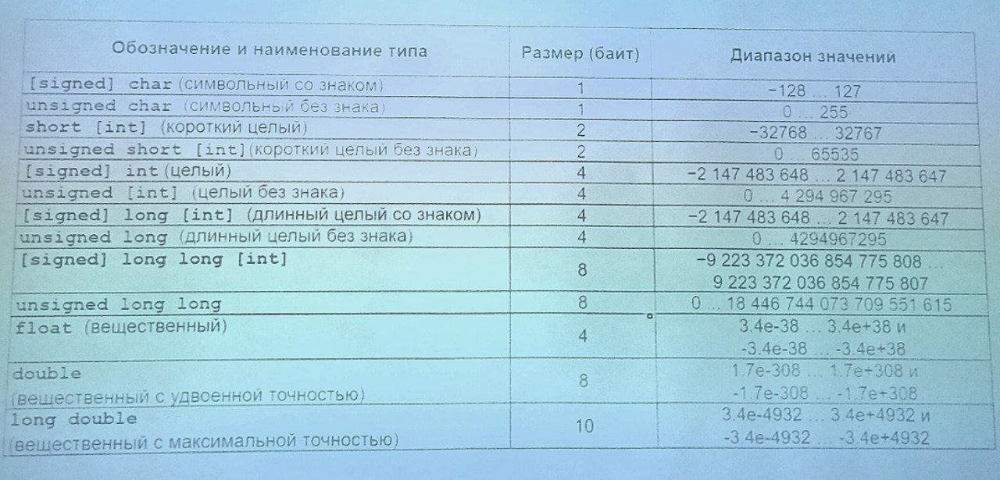 Обозначение и наименование типа Размер (байт) Диапазон значений
[signed] char (символьный со знаком) 1 −128 ... 127
unsigned char (символьный без знака) 1 0 ... 255
short [int] (короткий целый) 2 −32768 ... 32767
unsigned short [int] (короткий целый без знака) 2 0 ... 65535
[signed] int (целый) 4 −2 147 483 648 ... 2 147 483 647
unsigned [int] (целый без знака) 4 0 ... 4 294 967 295
[signed] long [int] (длинный целый со знаком) 4 −2 147 483 648 ... 2 147 483 647
unsigned long (длинный целый без знака) 4 0 ... 4294967295
[signed] long long [int] 8 −9 223 372 036 854 775 808 ...
9 223 372 036 854 775 807
unsigned long long 8 0 ... 18 446 744 073 709 551 615
float (вещественный) 4 3.4e-38 ... 3.4e+38 и
-3.4e-38 ... -3.4e+38
double 8 1.7e-308 ... 1.7e+308 и
(вещественный с удвоенной точностью) -1.7e-308 ... -1.7e+308
long double 10 3.4e-4932 ... 3.4e+4932 и
(вещественный с максимальной точностью) -3.4e-4932 ... -3.4e+4932